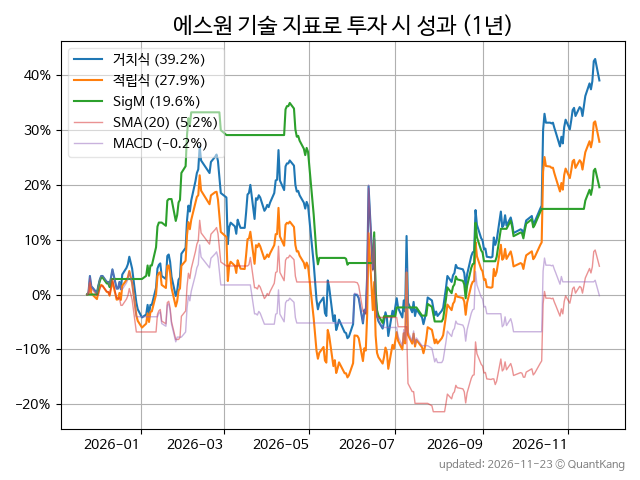 에스원 기술 지표로 투자 시 성과 (1년)
거치식 (39.2%)
적립식 (27.9%)
SigM (19.6%)
SMA(20) (5.2%)
MACD (−0.2%)
40%
30%
20%
10%
0%
−10%
−20%
2026-01 2026-03 2026-05 2026-07 2026-09 2026-11
updated: 2026-11-23 © QuantKang